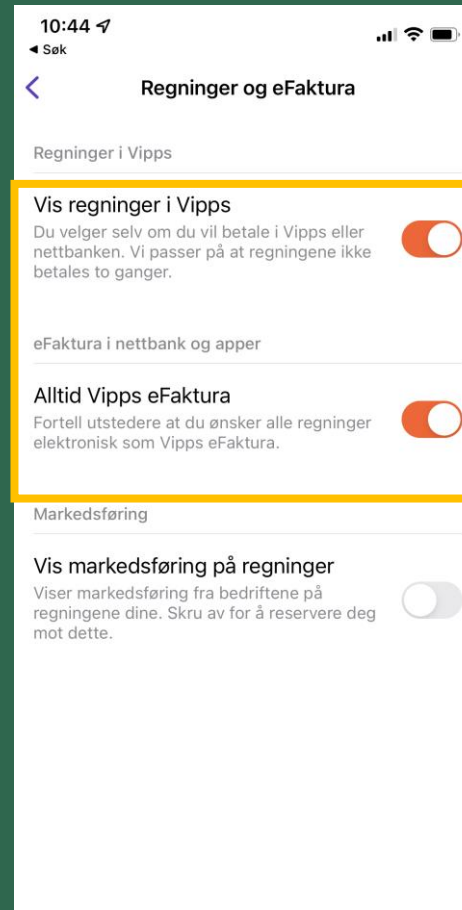 10:44
◀ Søk
Regninger og eFaktura
Regninger i Vipps
Vis regninger i Vipps
Du velger selv om du vil betale i Vipps eller
nettbanken. Vi passer på at regningene ikke
betales to ganger.
eFaktura i nettbank og apper
Alltid Vipps eFaktura
Fortell utstedere at du ønsker alle regninger
elektronisk som Vipps eFaktura.
Markedsføring
Vis markedsføring på regninger
Viser markedsføring fra bedriftene på
regningene dine. Skru av for å reservere deg
mot dette.